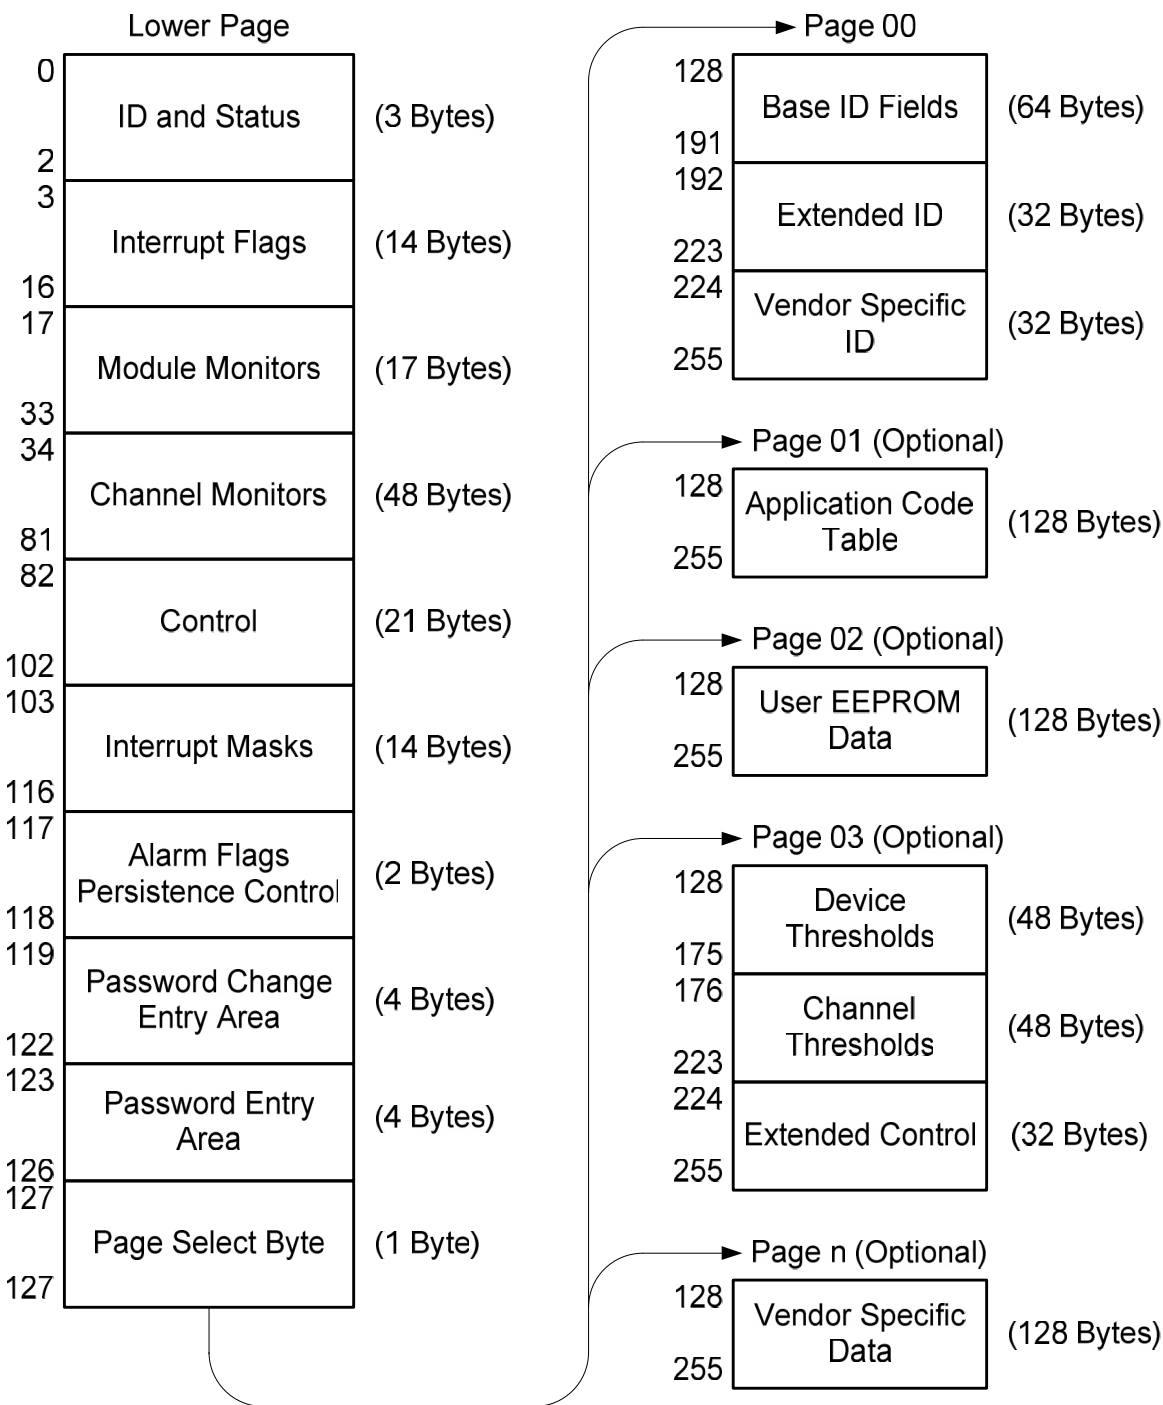 Lower Page
0
ID and Status
(3 Bytes)
2
3
Interrupt Flags
(14 Bytes)
16
17
Module Monitors
(17 Bytes)
33
34
Channel Monitors
(48 Bytes)
81
82
Control
(21 Bytes)
102
103
Interrupt Masks
(14 Bytes)
116
117
Alarm Flags
Persistence Control
(2 Bytes)
118
119
Password Change
Entry Area
(4 Bytes)
122
123
Password Entry
Area
(4 Bytes)
126
127
Page Select Byte
(1 Byte)
127
Page 00
128
Base ID Fields
(64 Bytes)
191
192
Extended ID
(32 Bytes)
223
224
Vendor Specific
ID
(32 Bytes)
255
Page 01 (Optional)
128
Application Code
Table
(128 Bytes)
255
Page 02 (Optional)
128
User EEPROM
Data
(128 Bytes)
255
Page 03 (Optional)
128
Device
Thresholds
(48 Bytes)
175
176
Channel
Thresholds
(48 Bytes)
223
224
Extended Control
(32 Bytes)
255
Page n (Optional)
128
Vendor Specific
Data
(128 Bytes)
255